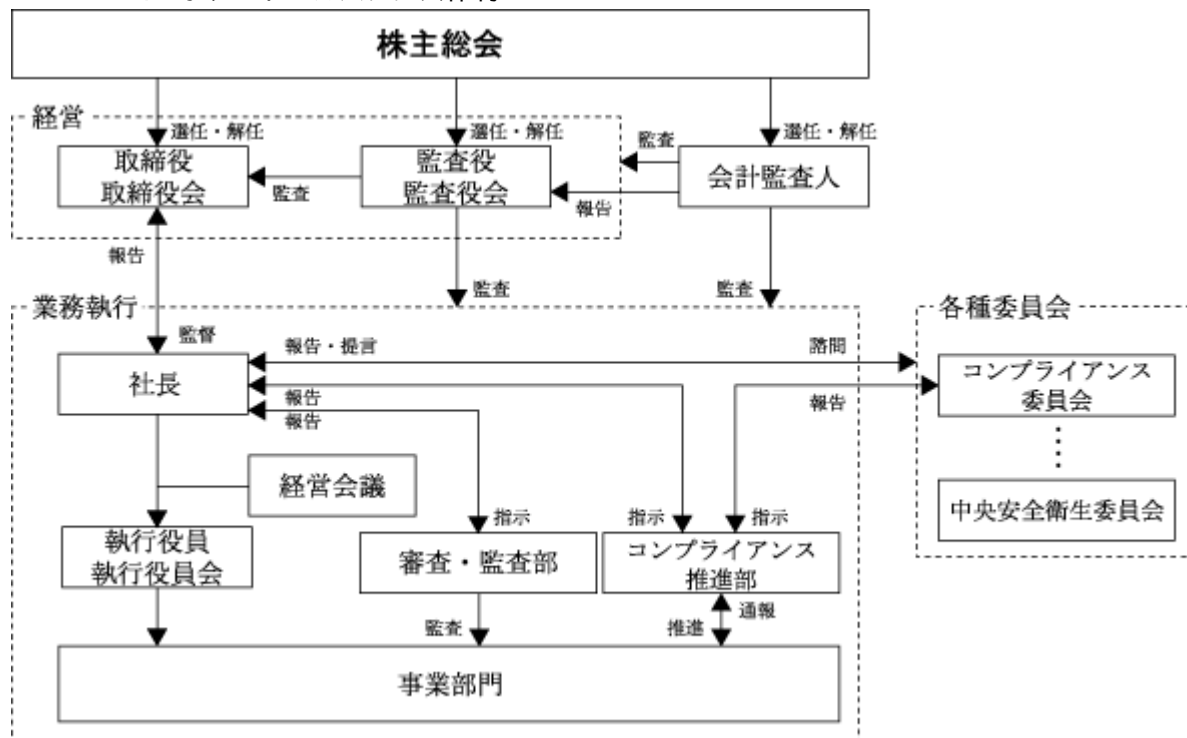 株主総会
経営
選任・解任
選任・解任
選任・解任
取締役
取締役会
監査
監査役
監査役会
監査
報告
会計監査人
報告
監査
監査
業務執行
監督
社長
報告・提言
諮問
報告
報告
報告
各種委員会
コンプライアンス
委員会
中央安全衛生委員会
経営会議
指示
指示
指示
執行役員
執行役員会
審査・監査部
コンプライアンス
推進部
監査
推進
通報
事業部門